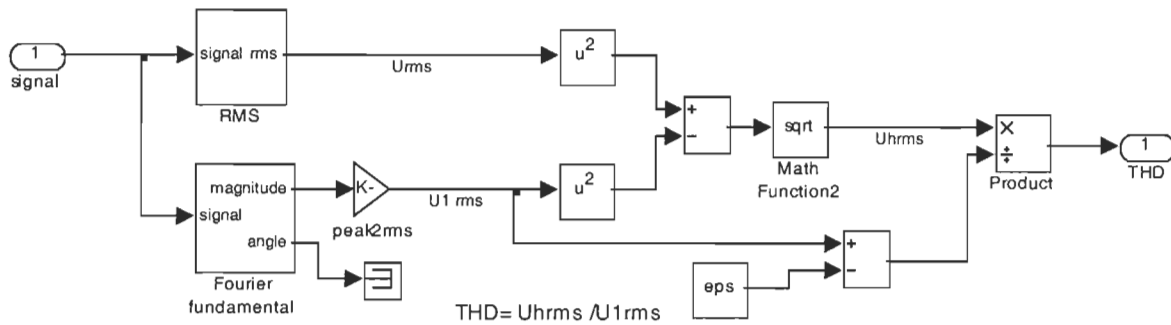 1
signal
signal rms
RMS
Urms
u²
+
−
sqrt
Math
Function2
Uhrms
×
÷
Product
1
THD
magnitude
signal
angle
Fourier
fundamental
K-
peak2rms
U1 rms
u²
+
−
eps
THD= Uhrms /U1rms